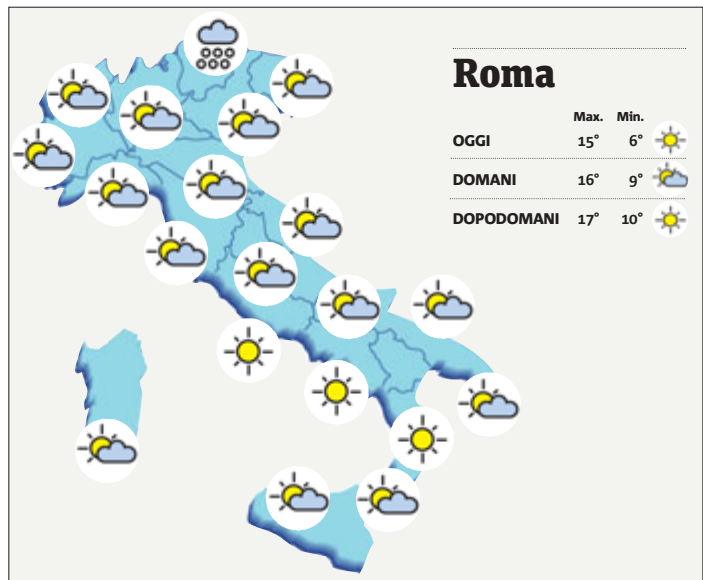 Roma
Max. Min.
OGGI 15° 6°
DOMANI 16° 9°
DOPODOMANI 17° 10°